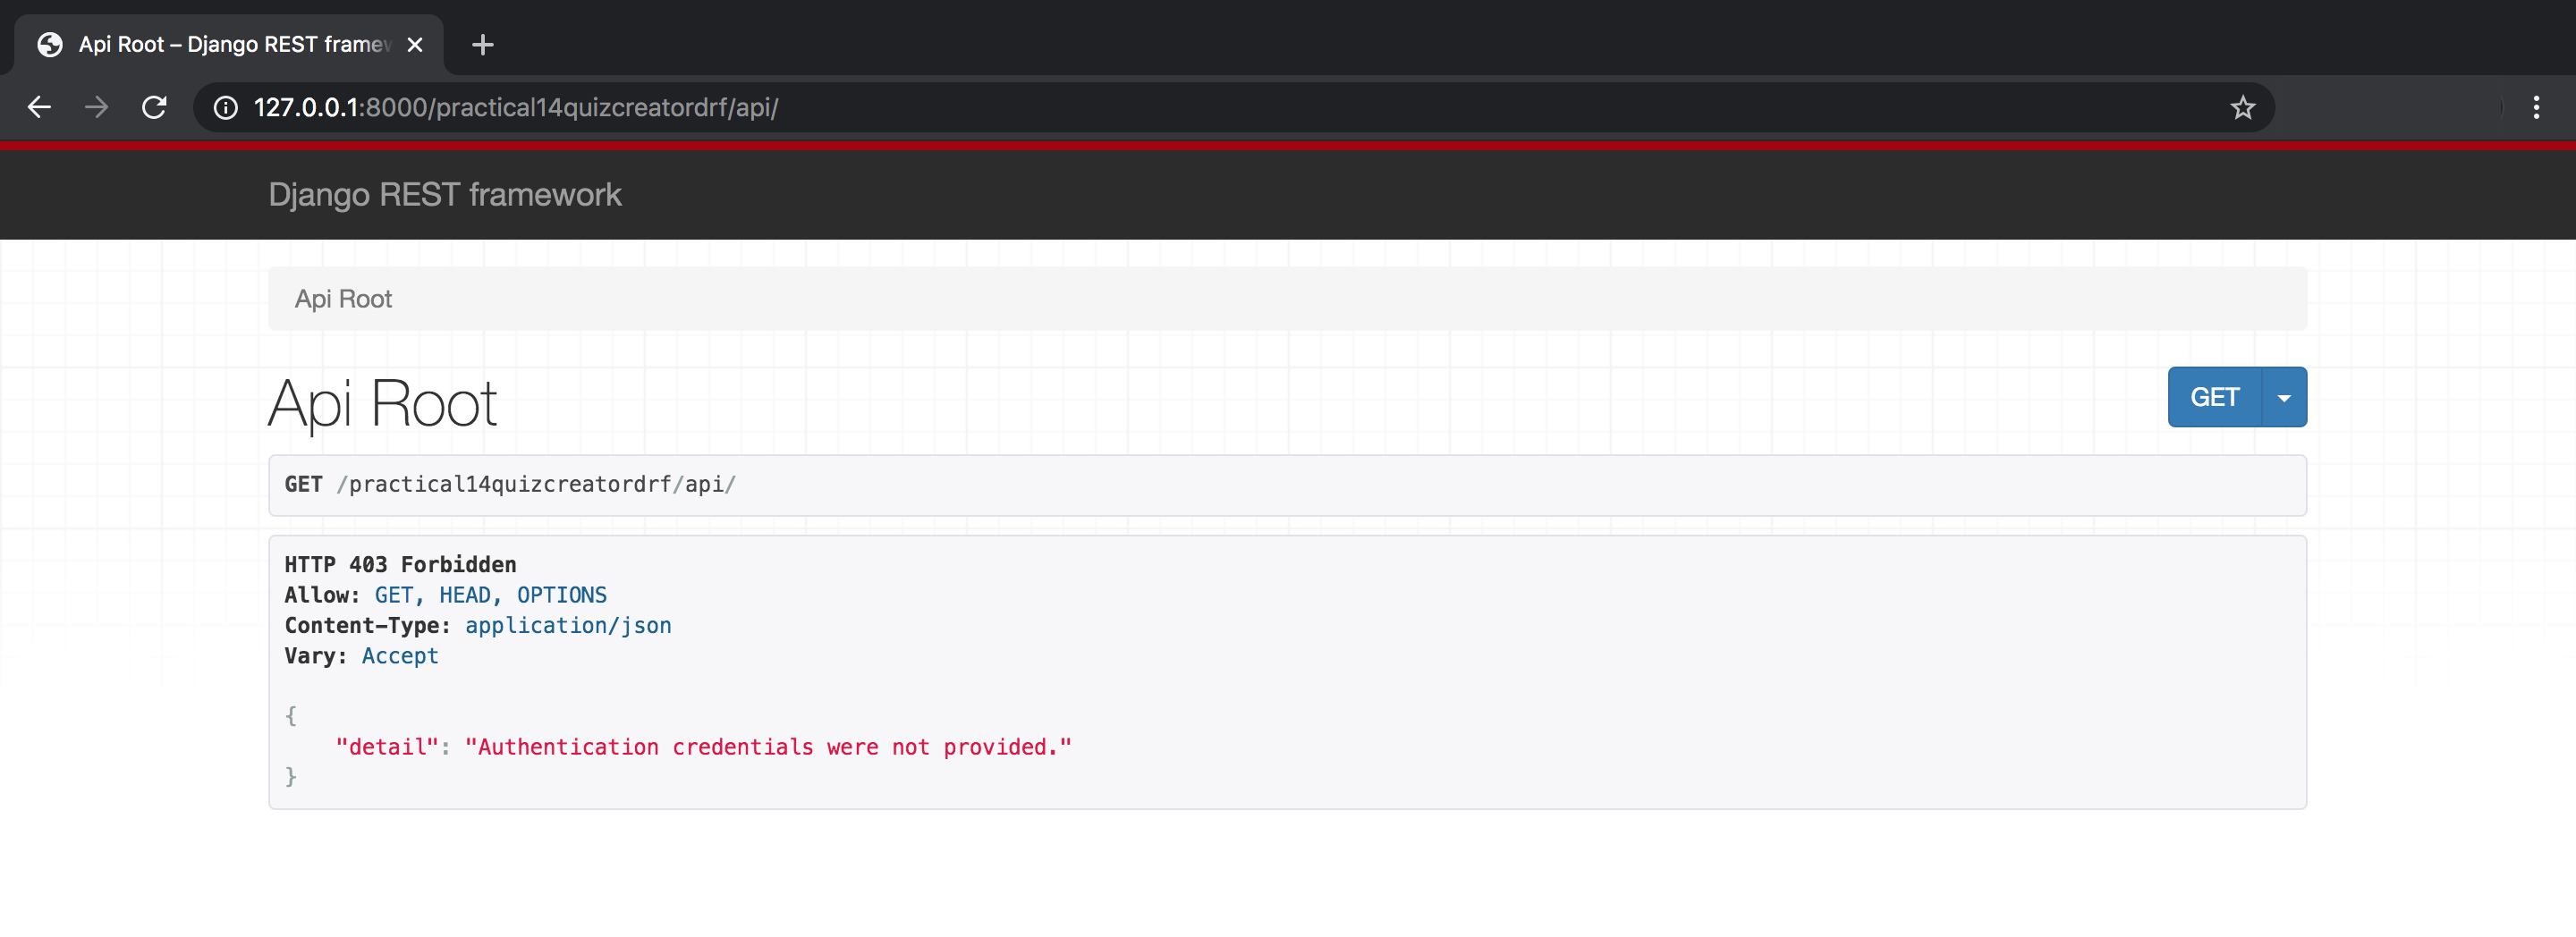 Api Root – Django REST framew
127.0.0.1:8000/practical14quizcreatordrf/api/
Django REST framework
Api Root
Api Root
GET
GET /practical14quizcreatordrf/api/
HTTP 403 Forbidden
Allow: GET, HEAD, OPTIONS
Content-Type: application/json
Vary: Accept
{
"detail": "Authentication credentials were not provided."
}